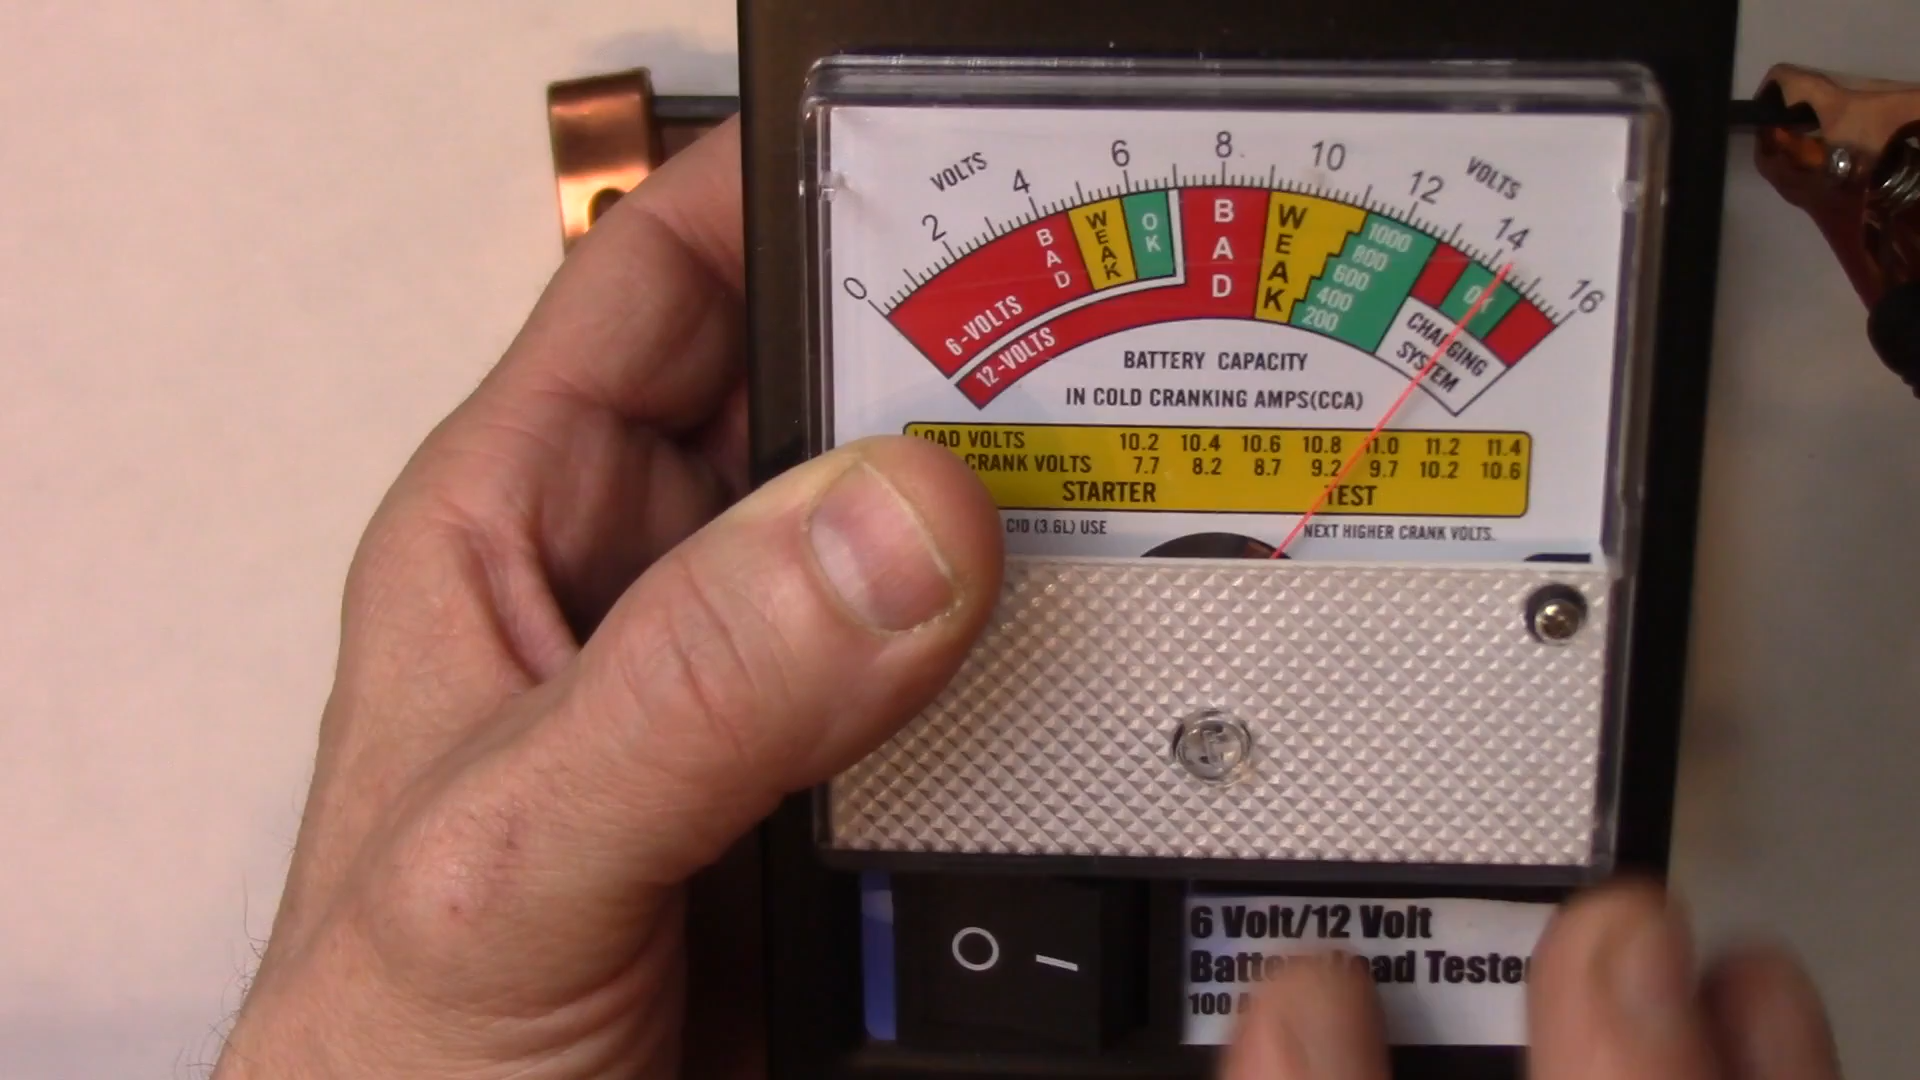 VOLTS
VOLTS
0 2 4 6 8 10 12 14 16
BAD
WEAK
OK
BAD
WEAK
1000
800
600
400
200
OK
6-VOLTS
12-VOLTS
CHARGING
SYSTEM
BATTERY CAPACITY
IN COLD CRANKING AMPS(CCA)
LOAD VOLTS 10.2 10.4 10.6 10.8 11.0 11.2 11.4
CRANK VOLTS 7.7 8.2 8.7 9.2 9.7 10.2 10.6
STARTER TEST
CID (3.6L) USE NEXT HIGHER CRANK VOLTS.
6 Volt/12 Volt
Battery Load Tester
100